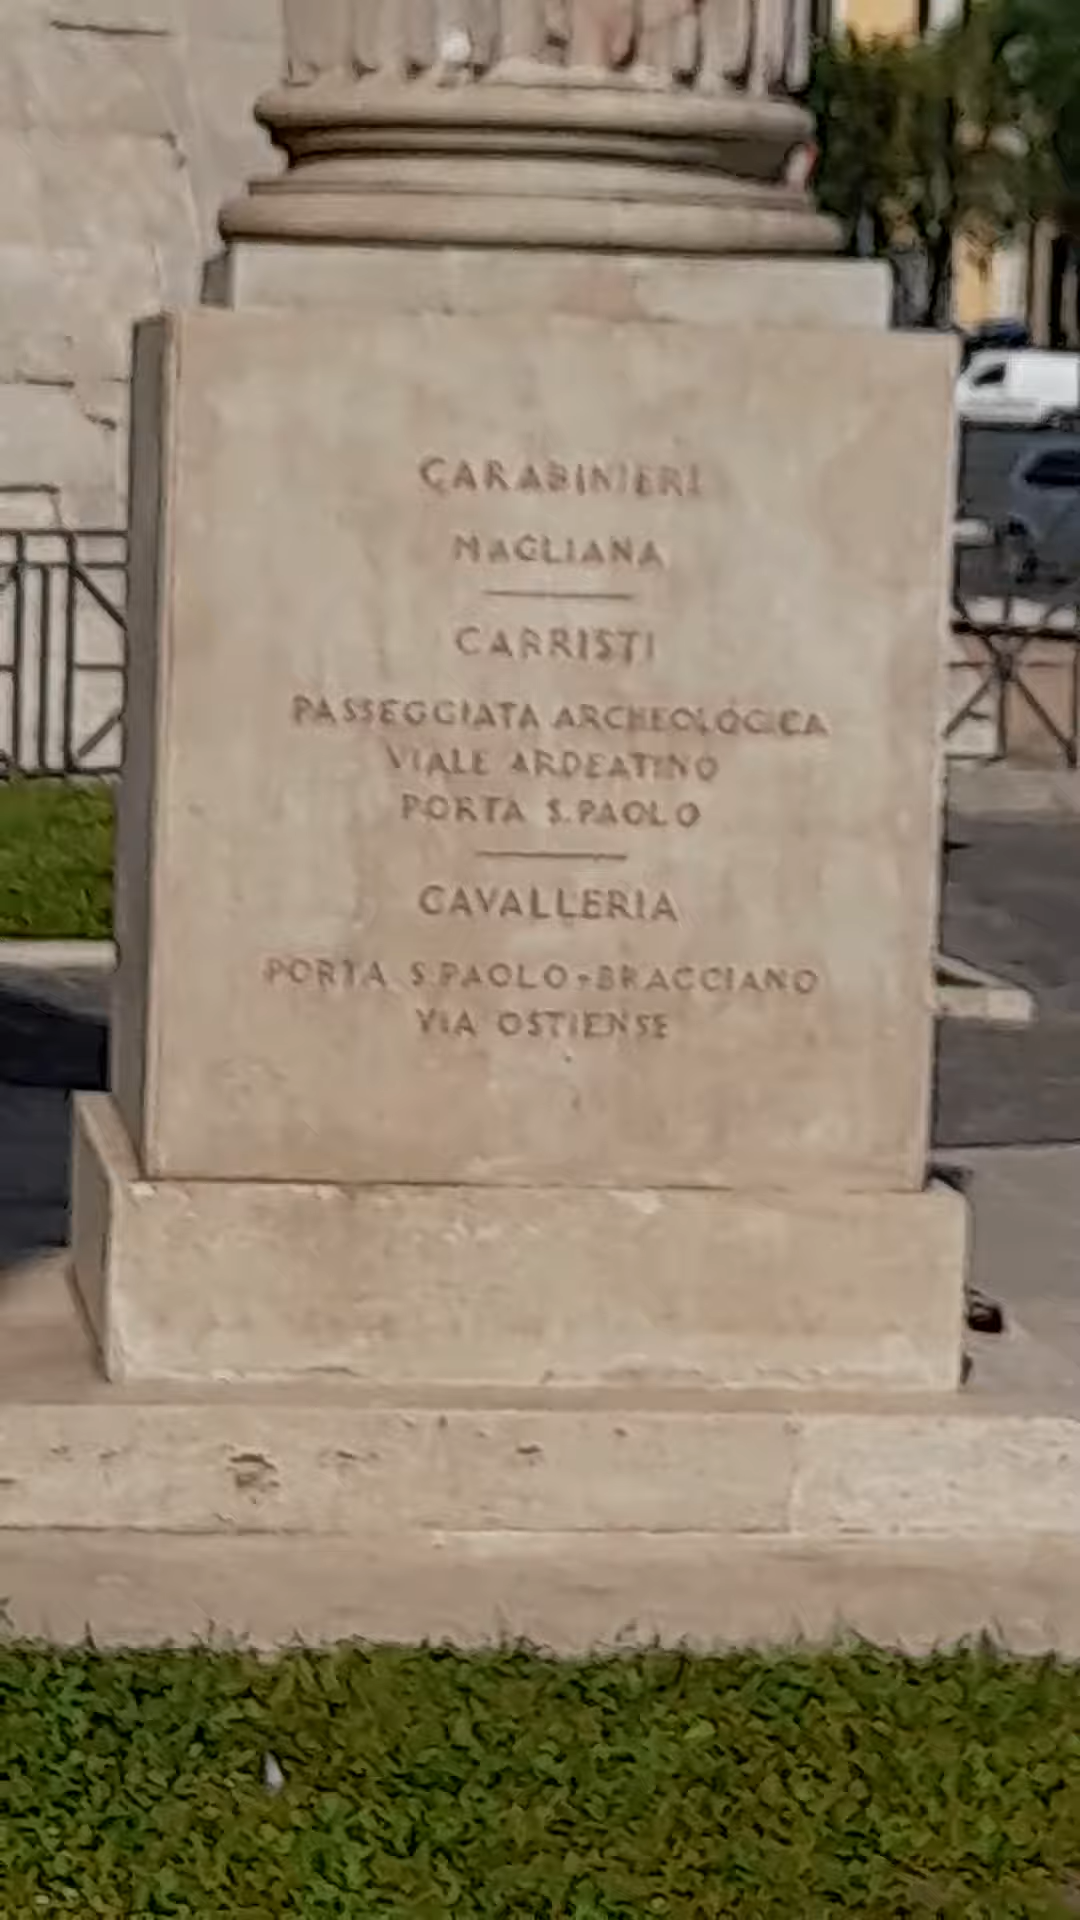 CARABINIERI
MAGLIANA
CARRISTI
PASSEGGIATA ARCHEOLOGICA
VIALE ARDEATINO
PORTA S. PAOLO
CAVALLERIA
PORTA S. PAOLO - BRACCIANO
VIA OSTIENSE